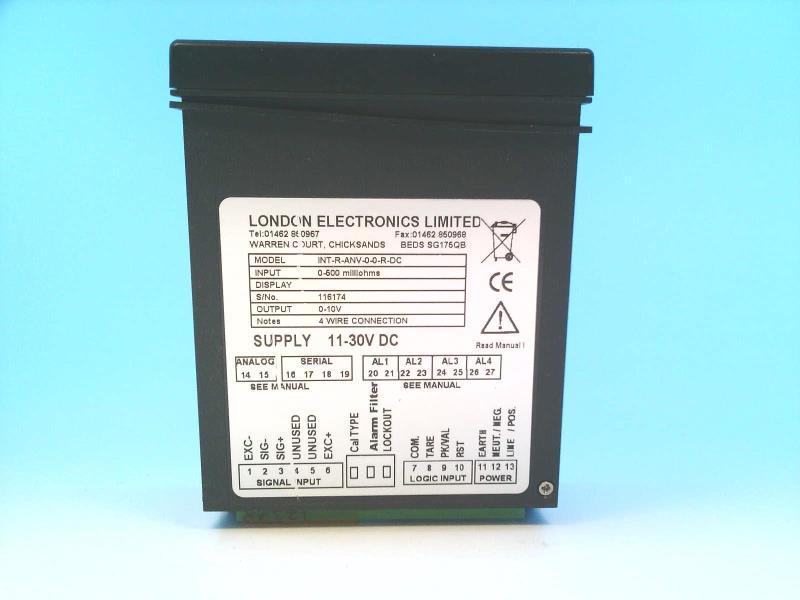 LONDON ELECTRONICS LIMITED
Tel:01462 850967 Fax:01462 850968
WARREN COURT, CHICKSANDS BEDS SG175QB
MODEL INT-R-ANV-0-0-R-DC
INPUT 0-500 milliohms
DISPLAY
S/No. 116174
OUTPUT 0-10V
Notes 4 WIRE CONNECTION
CE
Read Manual !
SUPPLY 11-30V DC
ANALOG SERIAL AL1 AL2 AL3 AL4
14 15 16 17 18 19 20 21 22 23 24 25 26 27
SEE MANUAL SEE MANUAL
EXC- SIG- SIG+ UNUSED UNUSED EXC+
1 2 3 4 5 6
SIGNAL INPUT
Cal TYPE Alarm Filter LOCKOUT
COM. TARE PK/VAL RST
7 8 9 10
LOGIC INPUT
EARTH NEUT. / NEG. LINE / POS.
11 12 13
POWER